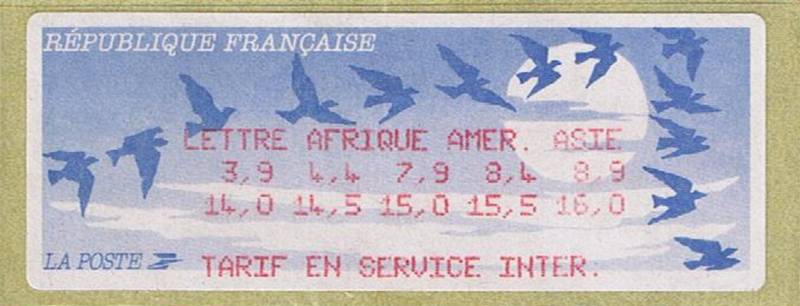 RÉPUBLIQUE FRANÇAISE
LETTRE AFRIQUE AMER. ASIE
3,9 4,4 7,9 8,4 8,9
14,0 14,5 15,0 15,5 16,0
LA POSTE TARIF EN SERVICE INTER.